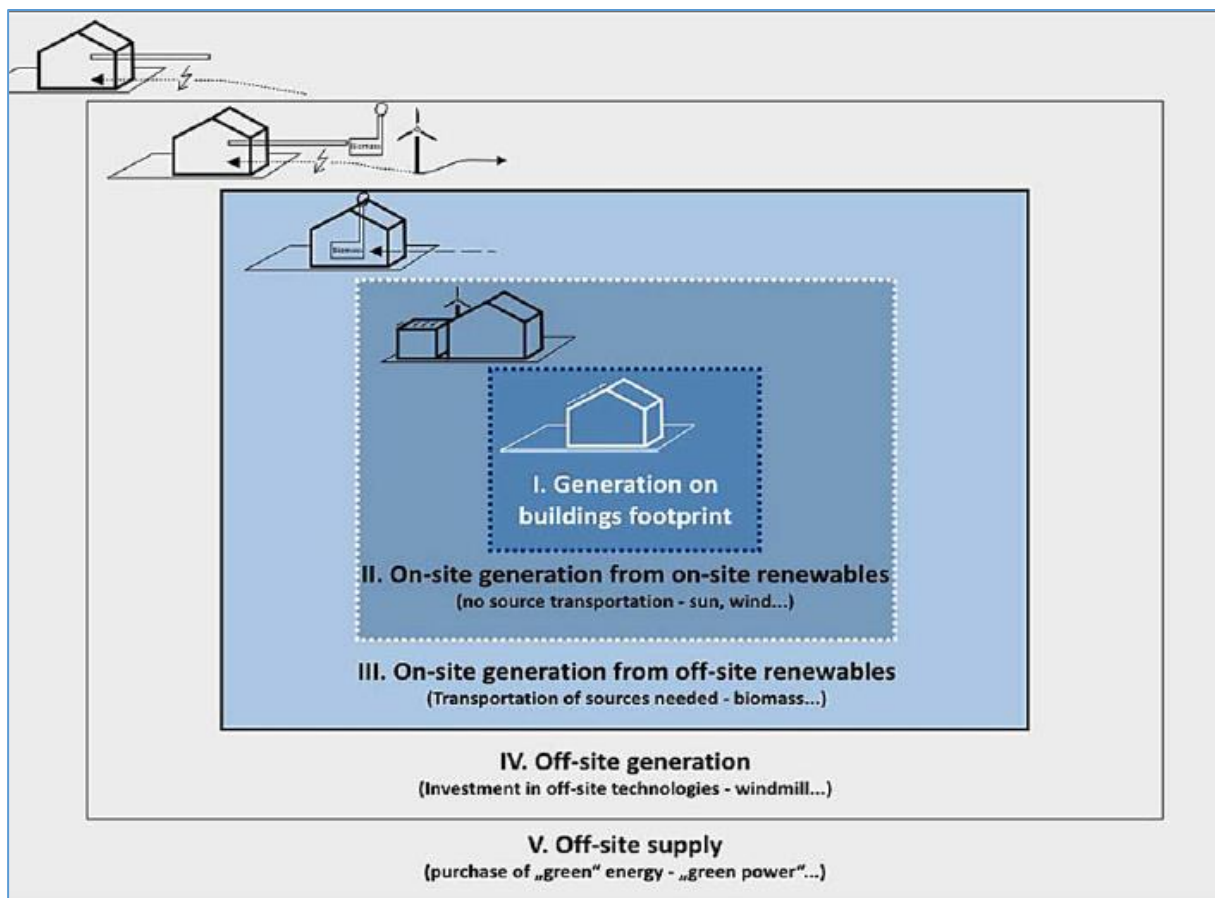 Biomass
Biomass
I. Generation on
buildings footprint
II. On-site generation from on-site renewables
(no source transportation - sun, wind...)
III. On-site generation from off-site renewables
(Transportation of sources needed - biomass...)
IV. Off-site generation
(Investment in off-site technologies - windmill...)
V. Off-site supply
(purchase of „green“ energy - „green power“...)